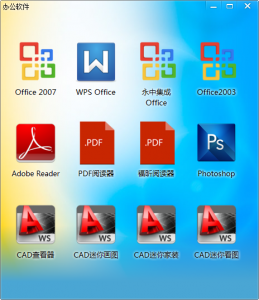 办公软件
Office 2007
WPS Office
永中集成
Office
Office2003
.PDF
.PDF
Ps
Adobe Reader
PDF阅读器
福昕阅读器
Photoshop
WS
WS
WS
WS
CAD查看器
CAD迷你画图
CAD迷你家装
CAD迷你看图